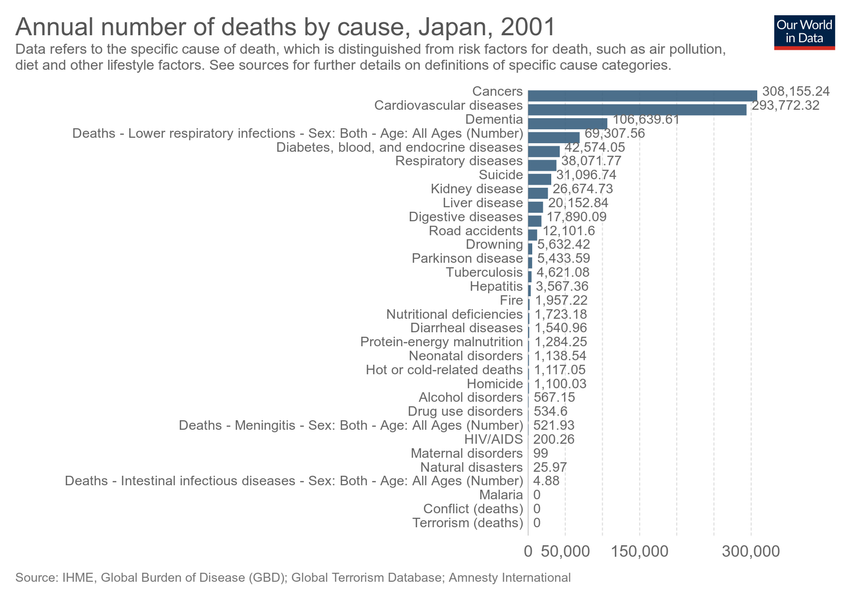 Annual number of deaths by cause, Japan, 2001
Our World
in Data
Data refers to the specific cause of death, which is distinguished from risk factors for death, such as air pollution,
diet and other lifestyle factors. See sources for further details on definitions of specific cause categories.
Cancers 308,155.24
Cardiovascular diseases 293,772.32
Dementia 106,639.61
Deaths - Lower respiratory infections - Sex: Both - Age: All Ages (Number) 69,307.56
Diabetes, blood, and endocrine diseases 42,574.05
Respiratory diseases 38,071.77
Suicide 31,096.74
Kidney disease 26,674.73
Liver disease 20,152.84
Digestive diseases 17,890.09
Road accidents 12,101.6
Drowning 5,632.42
Parkinson disease 5,433.59
Tuberculosis 4,621.08
Hepatitis 3,567.36
Fire 1,957.22
Nutritional deficiencies 1,723.18
Diarrheal diseases 1,540.96
Protein-energy malnutrition 1,284.25
Neonatal disorders 1,138.54
Hot or cold-related deaths 1,117.05
Homicide 1,100.03
Alcohol disorders 567.15
Drug use disorders 534.6
Deaths - Meningitis - Sex: Both - Age: All Ages (Number) 521.93
HIV/AIDS 200.26
Maternal disorders 99
Natural disasters 25.97
Deaths - Intestinal infectious diseases - Sex: Both - Age: All Ages (Number) 4.88
Malaria 0
Conflict (deaths) 0
Terrorism (deaths) 0
0 50,000 150,000 300,000
Source: IHME, Global Burden of Disease (GBD); Global Terrorism Database; Amnesty International